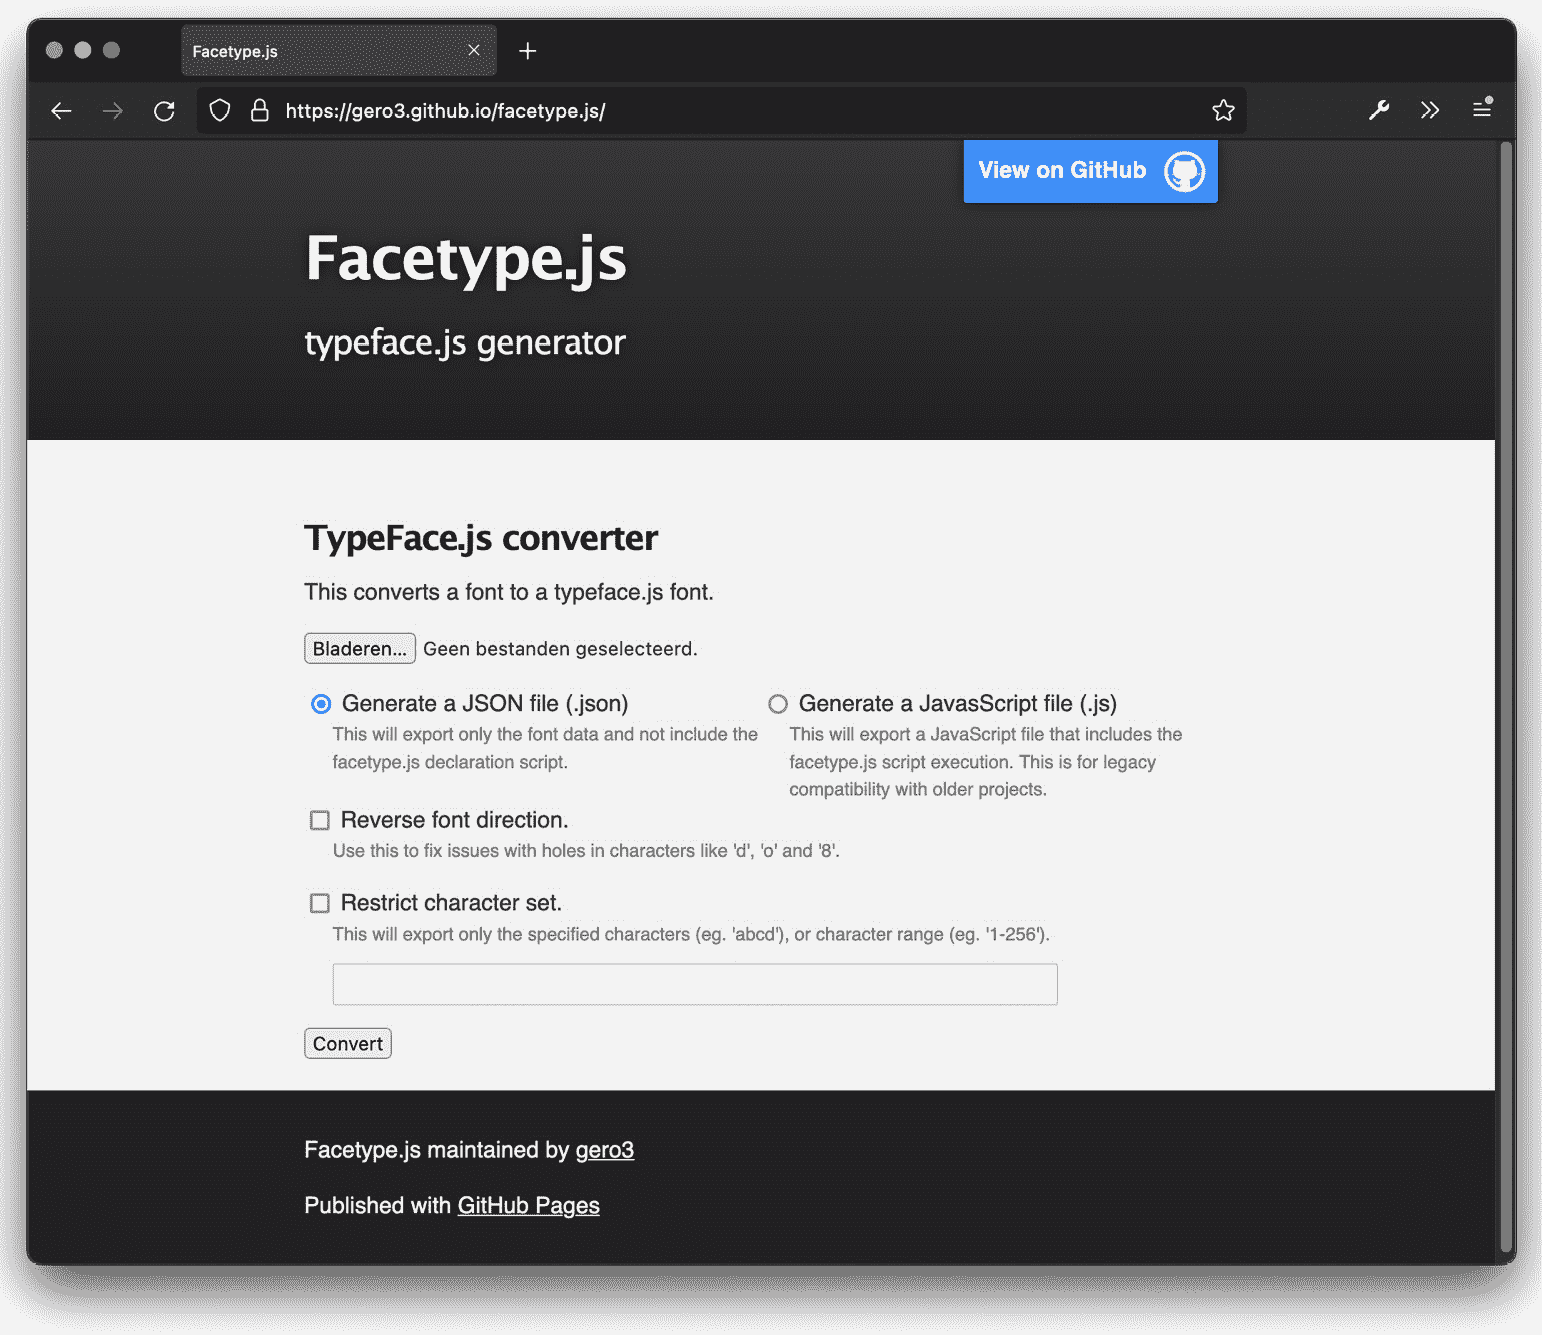 Facetype.js
https://gero3.github.io/facetype.js/
View on GitHub
Facetype.js
typeface.js generator
TypeFace.js converter
This converts a font to a typeface.js font.
Bladeren... Geen bestanden geselecteerd.
Generate a JSON file (.json)
This will export only the font data and not include the
facetype.js declaration script.
Generate a JavasScript file (.js)
This will export a JavaScript file that includes the
facetype.js script execution. This is for legacy
compatibility with older projects.
Reverse font direction.
Use this to fix issues with holes in characters like 'd', 'o' and '8'.
Restrict character set.
This will export only the specified characters (eg. 'abcd'), or character range (eg. '1-256').
Convert
Facetype.js maintained by gero3
Published with GitHub Pages